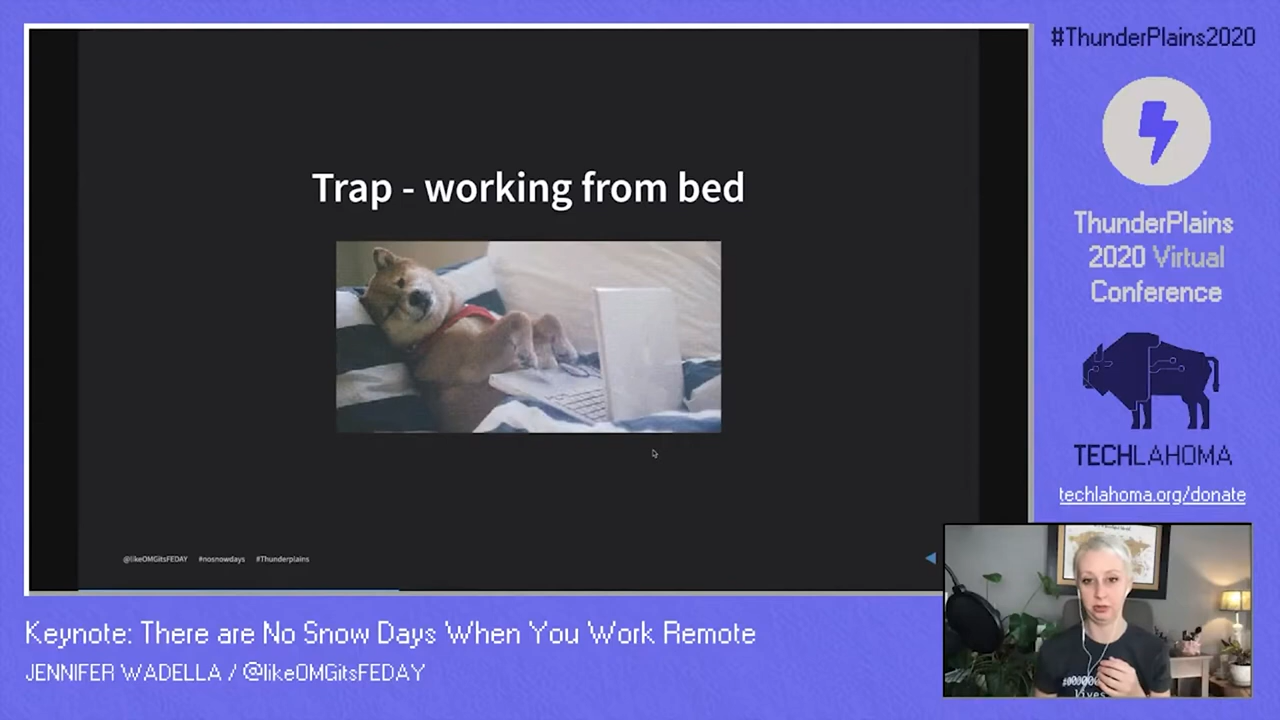 #ThunderPlains2020
Trap - working from bed
ThunderPlains
2020 Virtual
Conference
TECHLAHOMA
techlahoma.org/donate
@likeOMGitsFEDAY #nosnowdays #Thunderplains
Keynote: There are No Snow Days When You Work Remote
JENNIFER WADELLA / @likeOMGitsFEDAY
lives